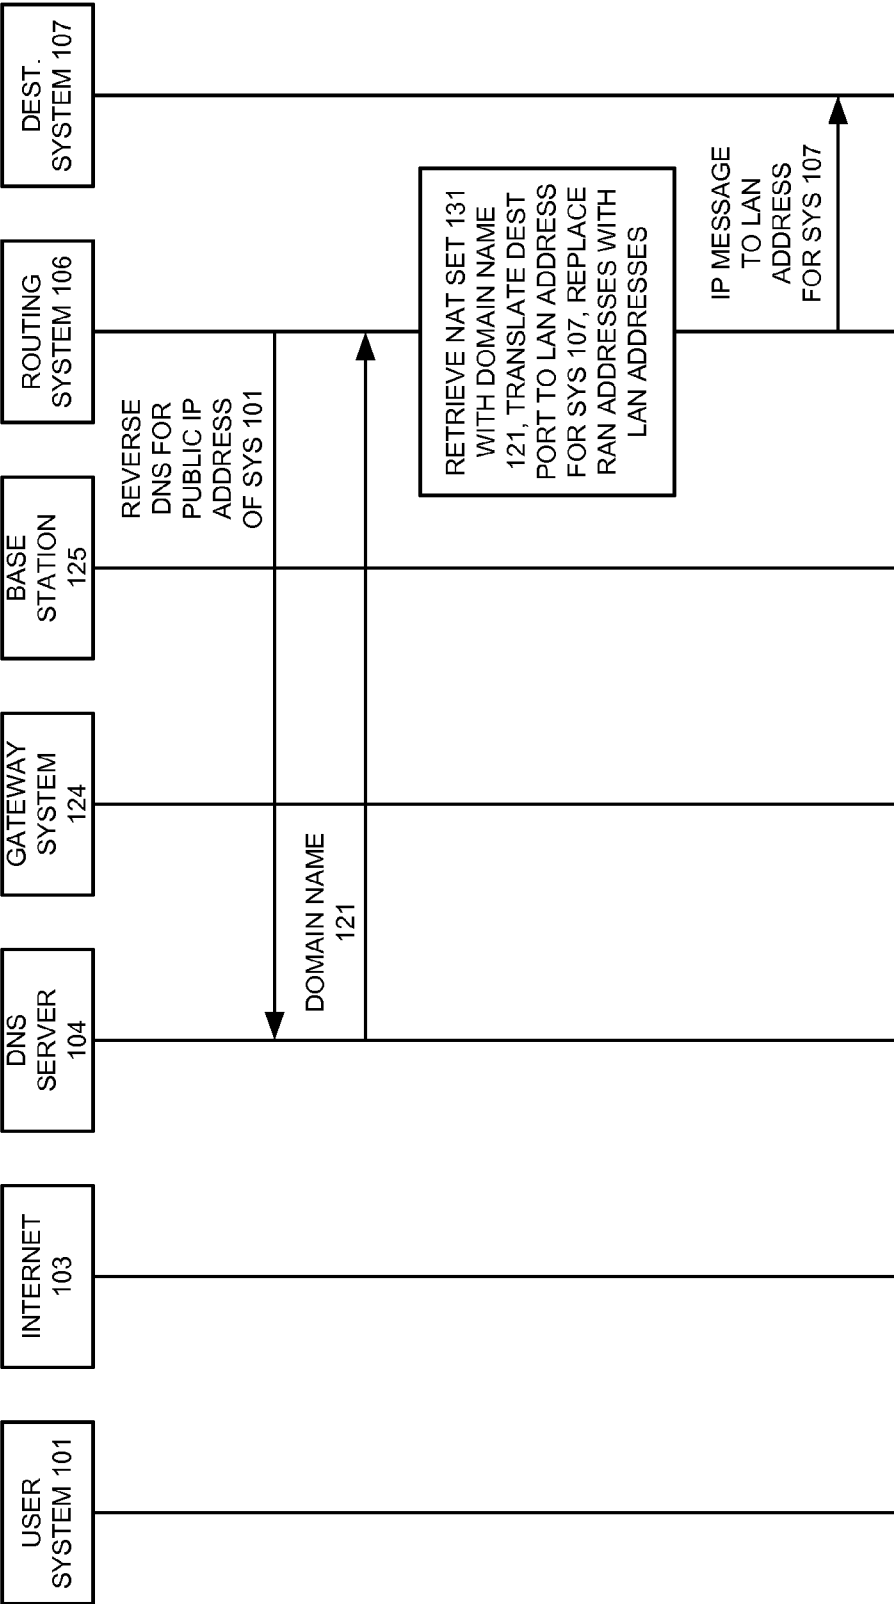 USER
SYSTEM 101
INTERNET
103
DNS
SERVER
104
GATEWAY
SYSTEM
124
BASE
STATION
125
ROUTING
SYSTEM 106
DEST.
SYSTEM 107
REVERSE
DNS FOR
PUBLIC IP
ADDRESS
OF SYS 101
DOMAIN NAME
121
RETRIEVE NAT SET 131
WITH DOMAIN NAME
121, TRANSLATE DEST
PORT TO LAN ADDRESS
FOR SYS 107, REPLACE
RAN ADDRESSES WITH
LAN ADDRESSES
IP MESSAGE
TO LAN
ADDRESS
FOR SYS 107